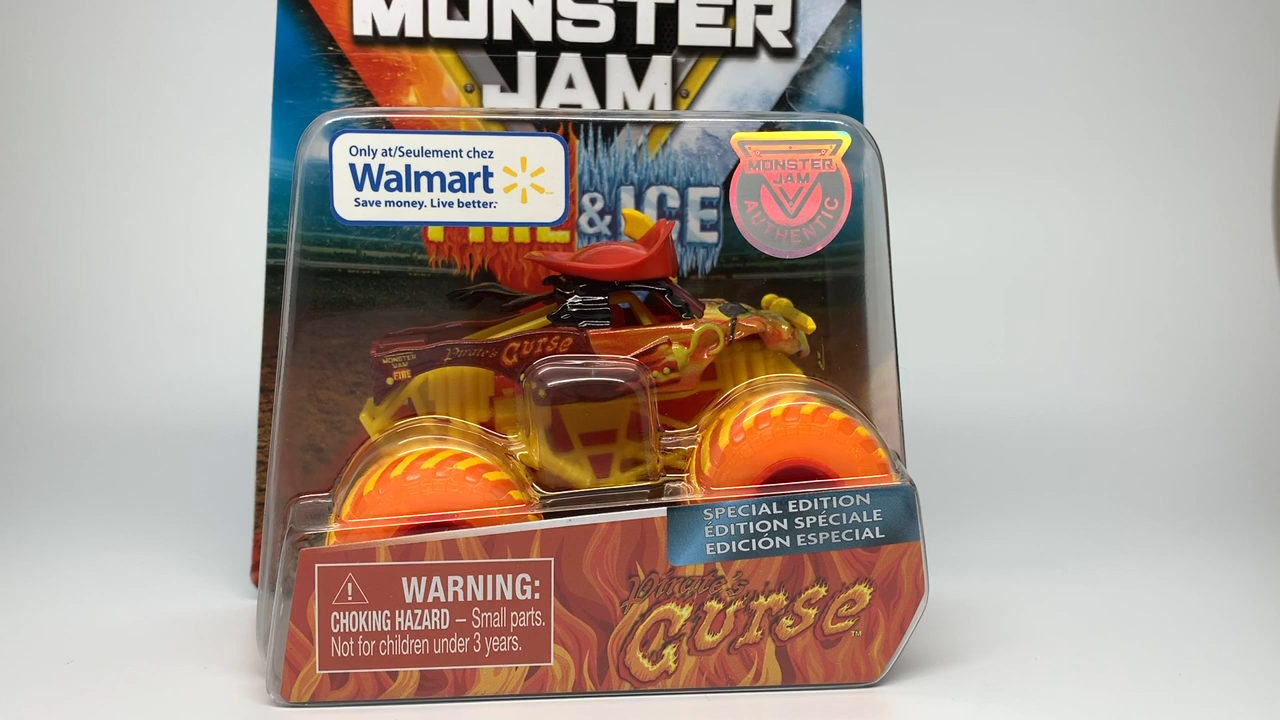 MONSTER
JAM
Only at/Seulement chez
Walmart
Save money. Live better.
FIRE & ICE
MONSTER
JAM
AUTHENTIC
MONSTER
JAM
FIRE
Pirate's Curse
SPECIAL EDITION
ÉDITION SPÉCIALE
EDICIÓN ESPECIAL
WARNING:
CHOKING HAZARD – Small parts.
Not for children under 3 years.
Pirate's
Curse™